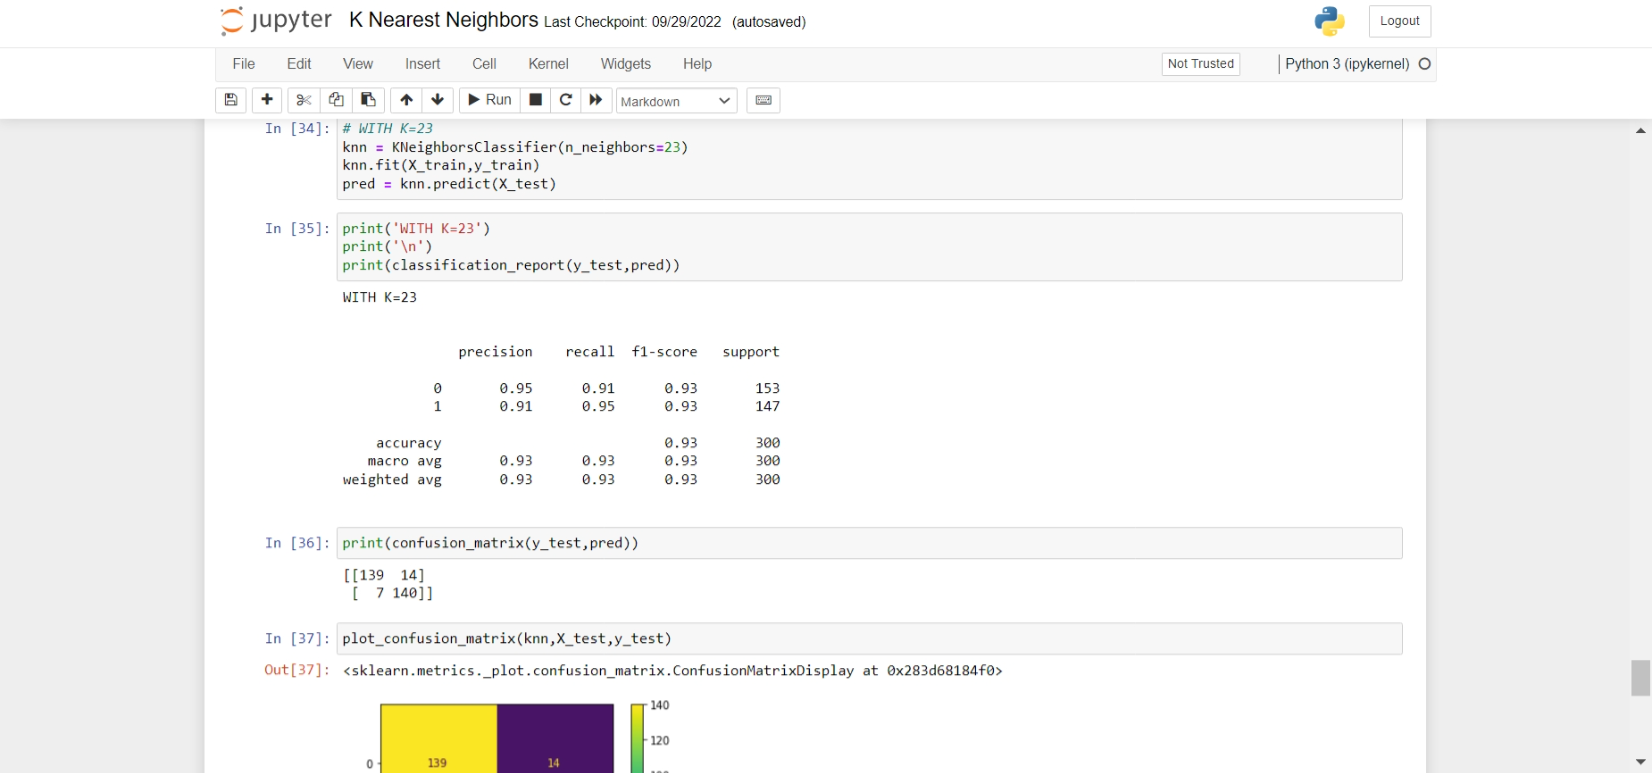 jupyter K Nearest Neighbors Last Checkpoint: 09/29/2022 (autosaved)
Logout
File Edit View Insert Cell Kernel Widgets Help
Not Trusted
Python 3 (ipykernel)
Run
Markdown
In [34]: # WITH K=23
knn = KNeighborsClassifier(n_neighbors=23)
knn.fit(X_train,y_train)
pred = knn.predict(X_test)
In [35]: print('WITH K=23')
print('\n')
print(classification_report(y_test,pred))
WITH K=23
precision recall f1-score support
0 0.95 0.91 0.93 153
1 0.91 0.95 0.93 147
accuracy 0.93 300
macro avg 0.93 0.93 0.93 300
weighted avg 0.93 0.93 0.93 300
In [36]: print(confusion_matrix(y_test,pred))
[[139 14]
[ 7 140]]
In [37]: plot_confusion_matrix(knn,X_test,y_test)
Out[37]: <sklearn.metrics._plot.confusion_matrix.ConfusionMatrixDisplay at 0x283d68184f0>
140
120
0 139 14